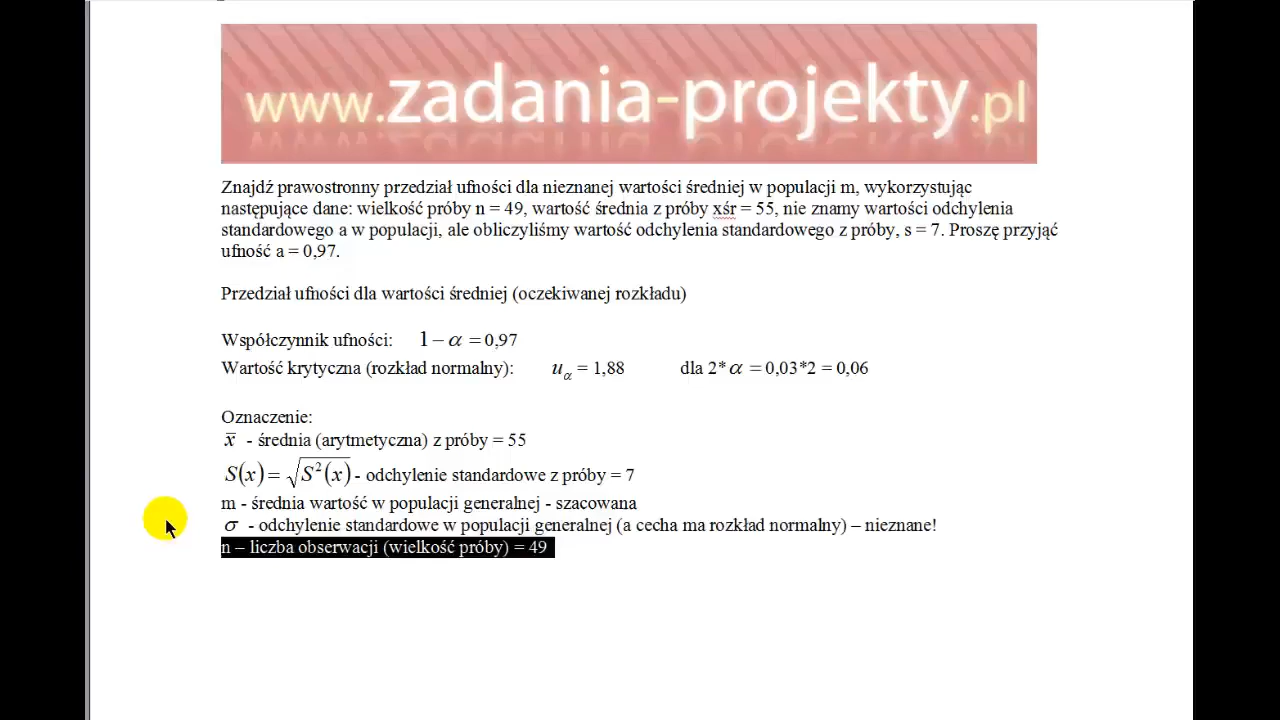 www.zadania-projekty.pl
Znajdź prawostronny przedział ufności dla nieznanej wartości średniej w populacji m, wykorzystując
następujące dane: wielkość próby n = 49, wartość średnia z próby xśr = 55, nie znamy wartości odchylenia
standardowego a w populacji, ale obliczyliśmy wartość odchylenia standardowego z próby, s = 7. Proszę przyjąć
ufność a = 0,97.
Przedział ufności dla wartości średniej (oczekiwanej rozkładu)
Współczynnik ufności: 1 − α = 0,97
Wartość krytyczna (rozkład normalny): u_α = 1,88 dla 2* α = 0,03*2 = 0,06
Oznaczenie:
x̅ - średnia (arytmetyczna) z próby = 55
S(x) = √S²(x) - odchylenie standardowe z próby = 7
m - średnia wartość w populacji generalnej - szacowana
σ - odchylenie standardowe w populacji generalnej (a cecha ma rozkład normalny) – nieznane!
n – liczba obserwacji (wielkość próby) = 49